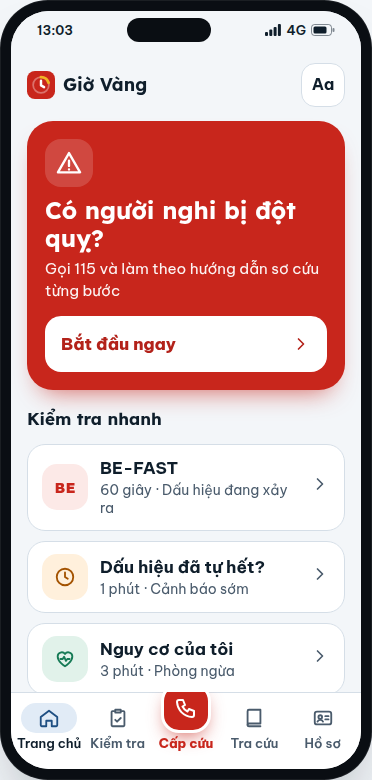 13:03
4G
Giờ Vàng
Aa
Có người nghi bị đột
quỵ?
Gọi 115 và làm theo hướng dẫn sơ cứu
từng bước
Bắt đầu ngay
Kiểm tra nhanh
BE
BE-FAST
60 giây · Dấu hiệu đang xảy
ra
Dấu hiệu đã tự hết?
1 phút · Cảnh báo sớm
Nguy cơ của tôi
3 phút · Phòng ngừa
Trang chủ
Kiểm tra
Cấp cứu
Tra cứu
Hồ sơ